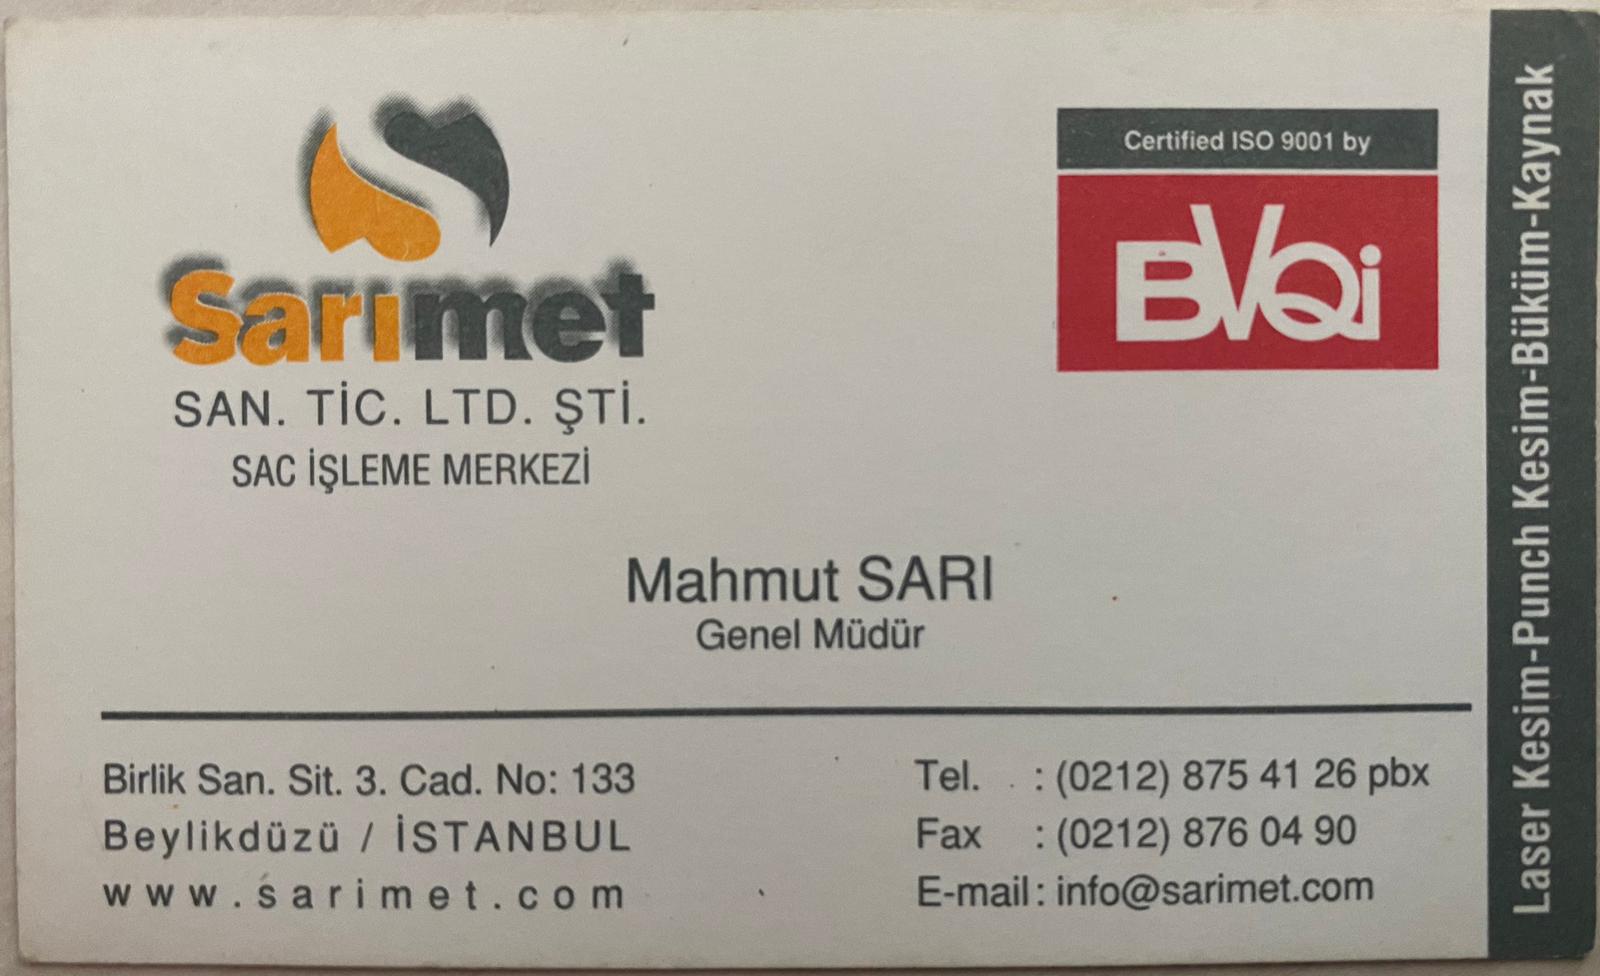 Sarımet
SAN. TİC. LTD. ŞTİ.
SAC İŞLEME MERKEZİ
Certified ISO 9001 by
BVQi
Mahmut SARI
Genel Müdür
Birlik San. Sit. 3. Cad. No: 133
Beylikdüzü / İSTANBUL
www.sarimet.com
Tel. : (0212) 875 41 26 pbx
Fax : (0212) 876 04 90
E-mail : info@sarimet.com
Laser Kesim-Punch Kesim-Büküm-Kaynak